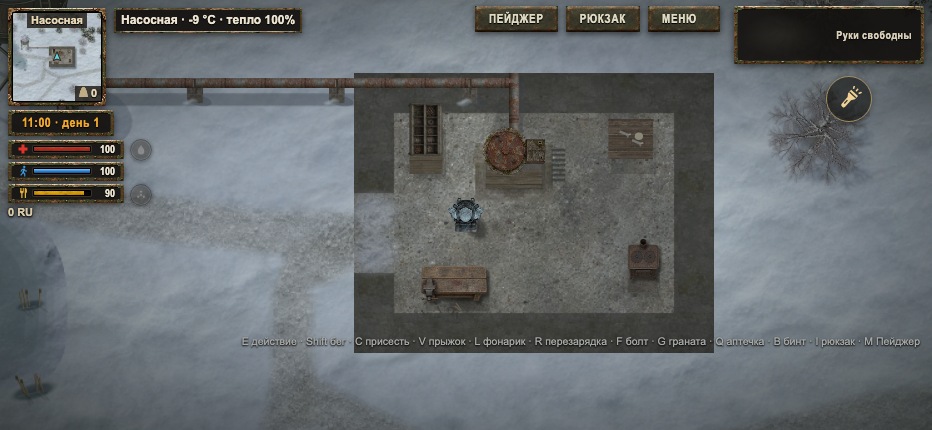 Насосная
Насосная · -9 °C · тепло 100%
ПЕЙДЖЕР
РЮКЗАК
МЕНЮ
Руки свободны
0
11:00 · день 1
100
100
90
0 RU
E действие · Shift бег · C присесть · V прыжок · L фонарик · R перезарядка · F болт · G граната · Q аптечка · B бинт · I рюкзак · M Пейджер